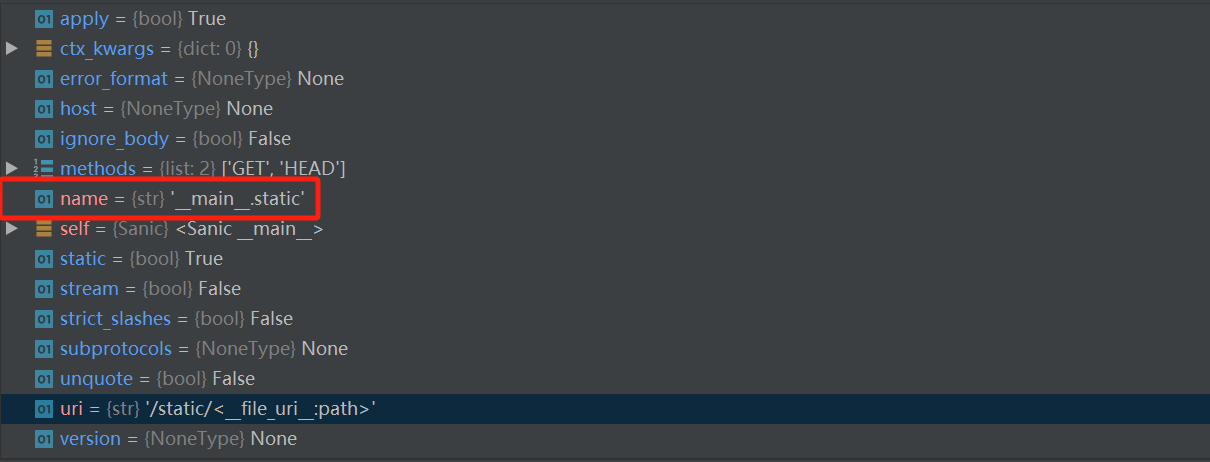 01 apply = {bool} True
ctx_kwargs = {dict: 0} {}
01 error_format = {NoneType} None
01 host = {NoneType} None
01 ignore_body = {bool} False
methods = {list: 2} ['GET', 'HEAD']
01 name = {str} '__main__.static'
self = {Sanic} <Sanic __main__>
01 static = {bool} True
01 stream = {bool} False
01 strict_slashes = {bool} False
01 subprotocols = {NoneType} None
01 unquote = {bool} False
01 uri = {str} '/static/<__file_uri__:path>'
01 version = {NoneType} None